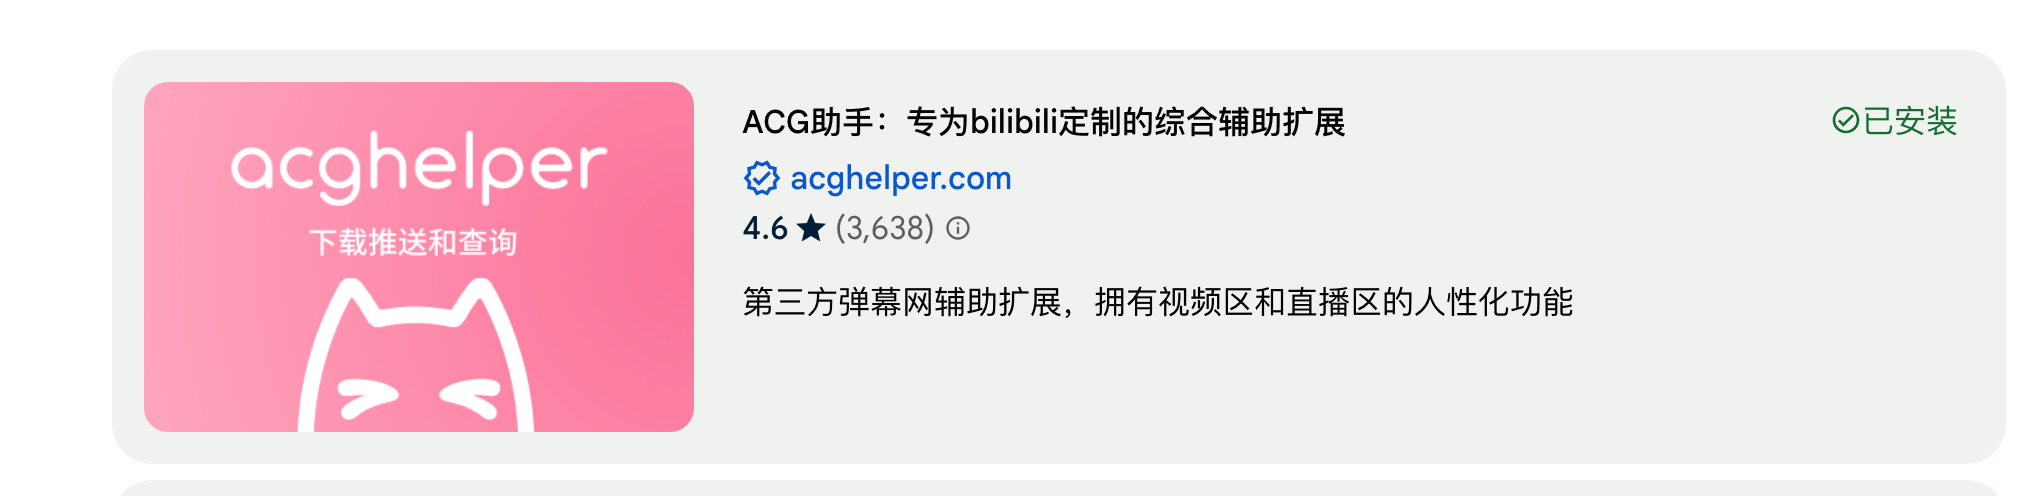 acghelper
下载推送和查询
ACG助手：专为bilibili定制的综合辅助扩展
已安装
acghelper.com
4.6 ★ (3,638)
第三方弹幕网辅助扩展，拥有视频区和直播区的人性化功能